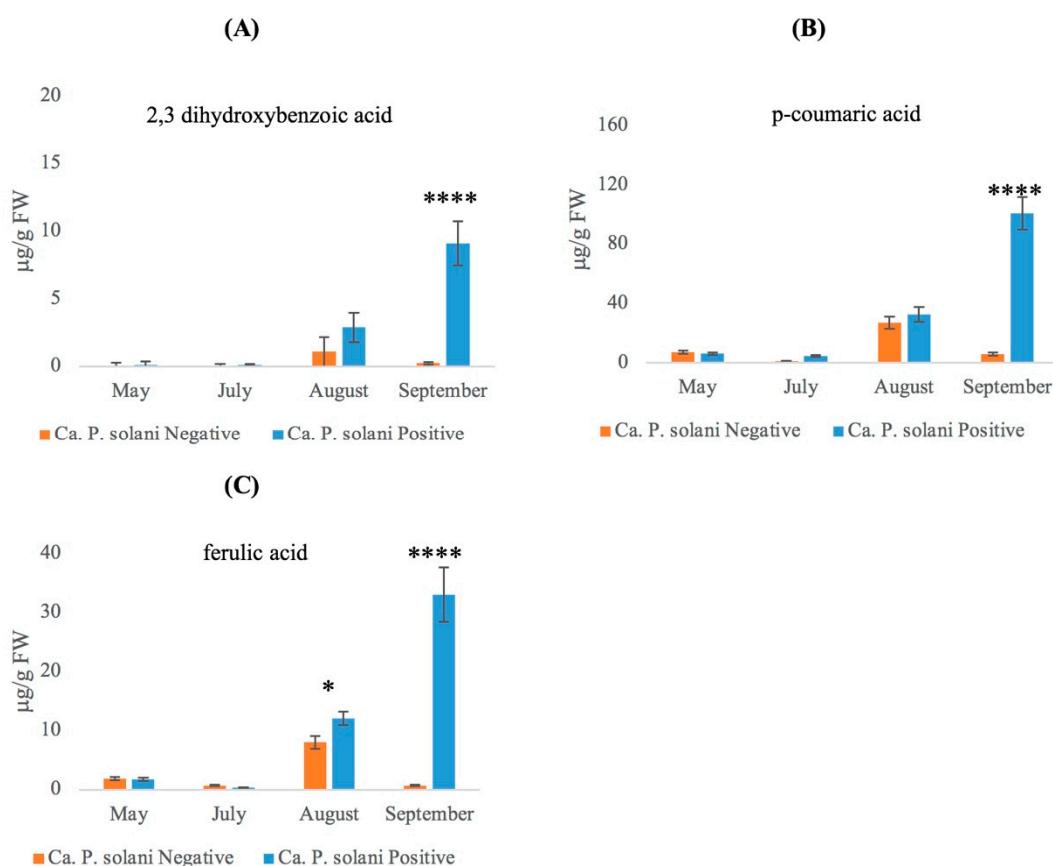 (A)
2,3 dihydroxybenzoic acid
20
15
10
5
0
µg/g FW
****
May July August September
Ca. P. solani Negative Ca. P. solani Positive
(B)
p-coumaric acid
160
120
80
40
0
µg/g FW
****
May July August September
Ca. P. solani Negative Ca. P. solani Positive
(C)
ferulic acid
40
30
20
10
0
µg/g FW
*
****
May July August September
Ca. P. solani Negative Ca. P. solani Positive